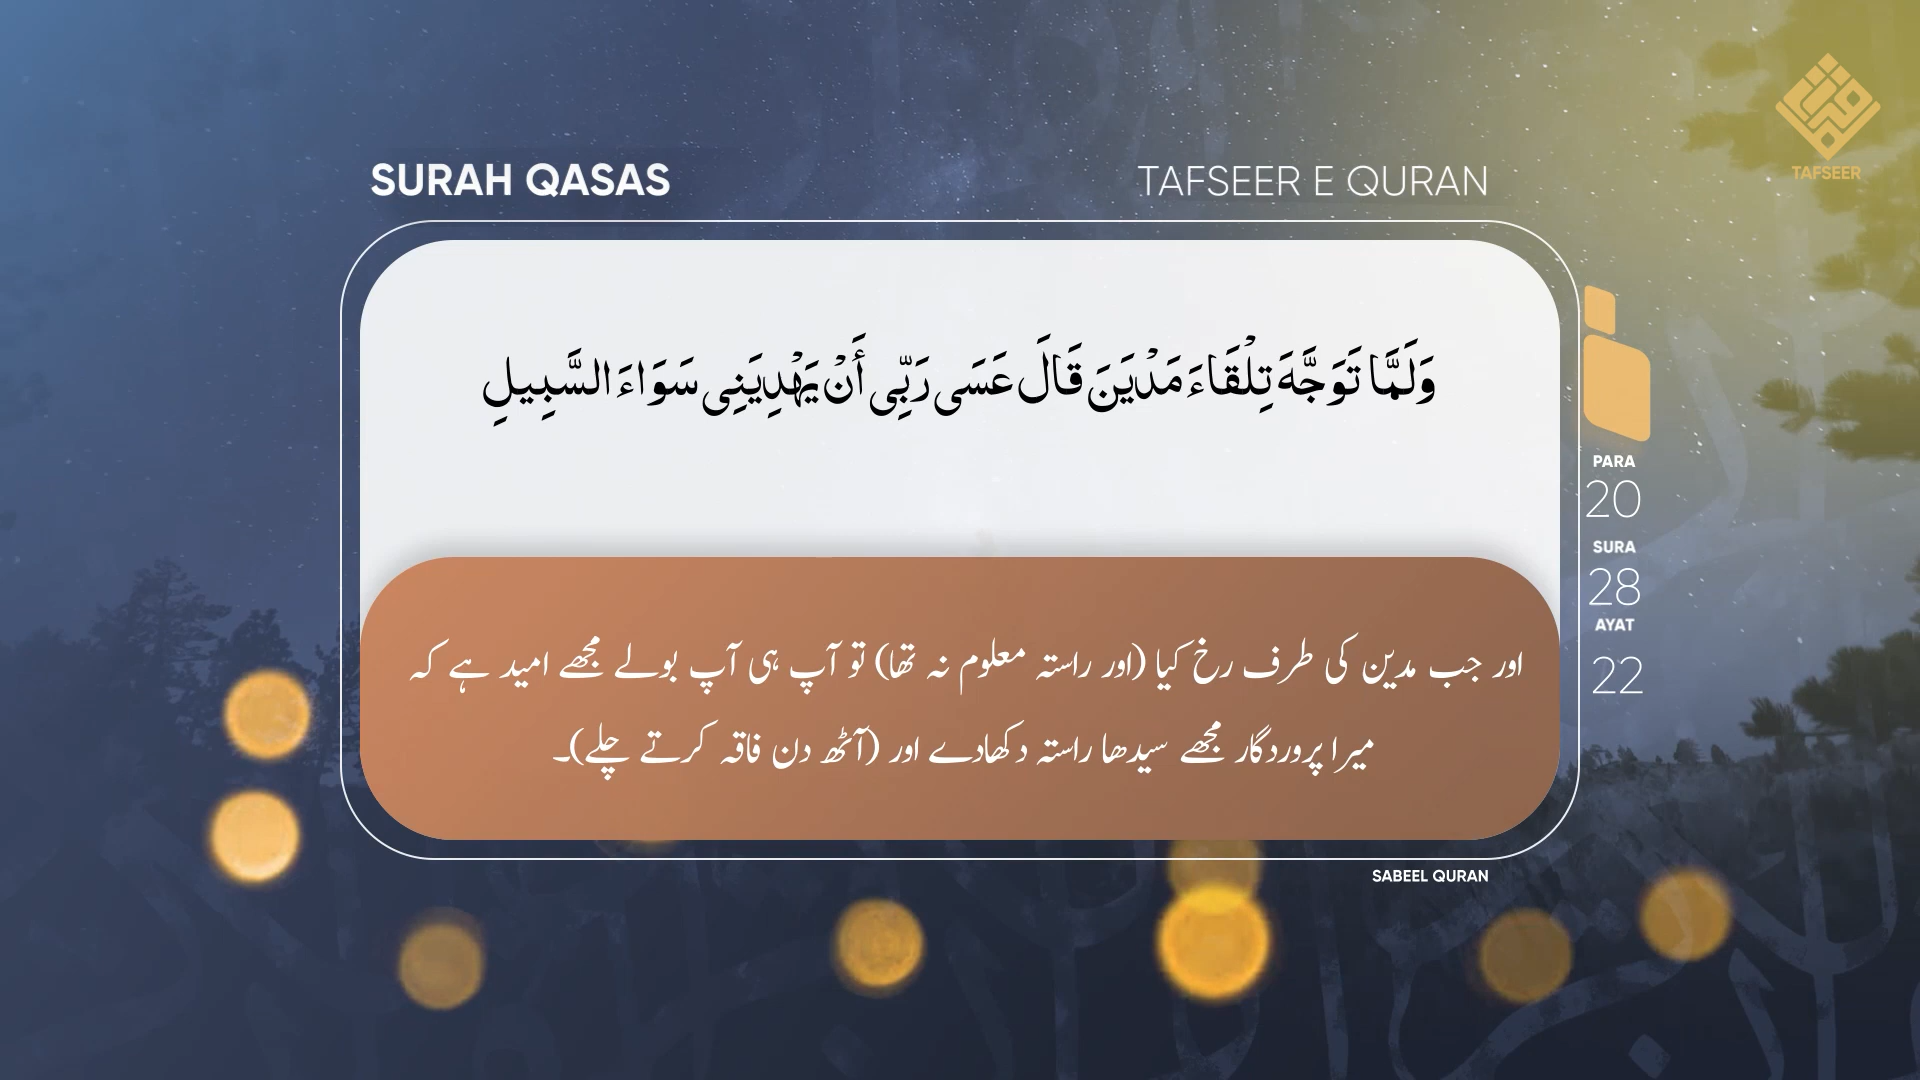 SURAH QASAS
TAFSEER E QURAN
TAFSEER
وَلَمَّا تَوَجَّهَ تِلْقَاءَ مَدْيَنَ قَالَ عَسَى رَبِّى أَنْ يَهْدِيَنِى سَوَاءَ السَّبِيلِ
PARA
20
SURA
28
AYAT
22
اور جب مدین کی طرف رخ کیا (اور راستہ معلوم نہ تھا) تو آپ ہی آپ بولے مجھے امید ہے کہ
میرا پروردگار مجھے سیدھا راستہ دکھادے اور (آٹھ دن فاقہ کرتے چلے)۔
SABEEL QURAN